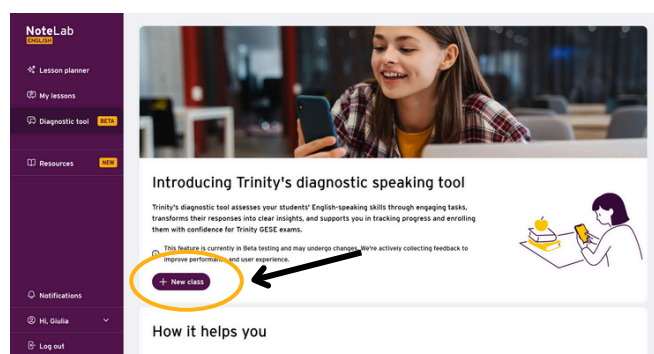 NoteLab
ENGLISH
Lesson planner
My lessons
Diagnostic tool BETA
Resources NEW
Notifications
Hi, Giulia
Log out
Introducing Trinity's diagnostic speaking tool
Trinity's diagnostic tool assesses your students' English-speaking skills through engaging tasks,
transforms their responses into clear insights, and supports you in tracking progress and enrolling
them with confidence for Trinity GESE exams.
This feature is currently in Beta testing and may undergo changes. We're actively collecting feedback to
improve performance and user experience.
+ New class
How it helps you